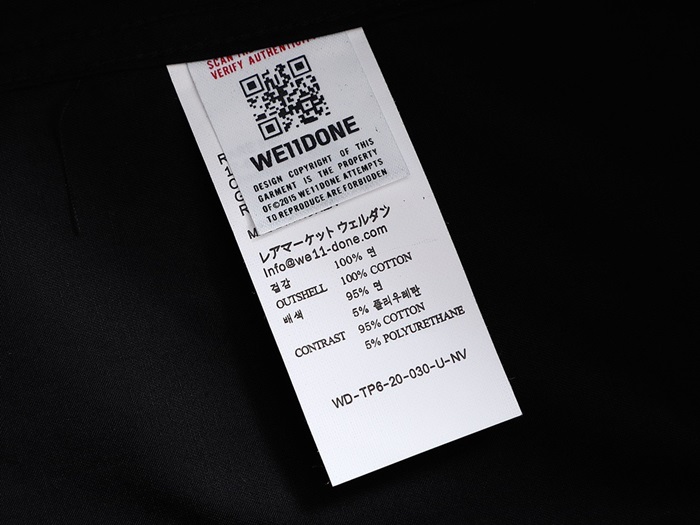 VERIFY AUTHENTI
WE11DONE
DESIGN COPYRIGHT OF THIS
GARMENT IS THE PROPERTY
OF©2015 WE11DONE ATTEMPTS
TO REPRODUCE ARE FORBIDDEN
レアマーケット ウェルダン
Info@we11-done.com
겉감 100% 면
OUTSHELL 100% COTTON
배색 95% 면
5% 폴리우레탄
CONTRAST 95% COTTON
5% POLYURETHANE
WD-TP6-20-030-U-NV